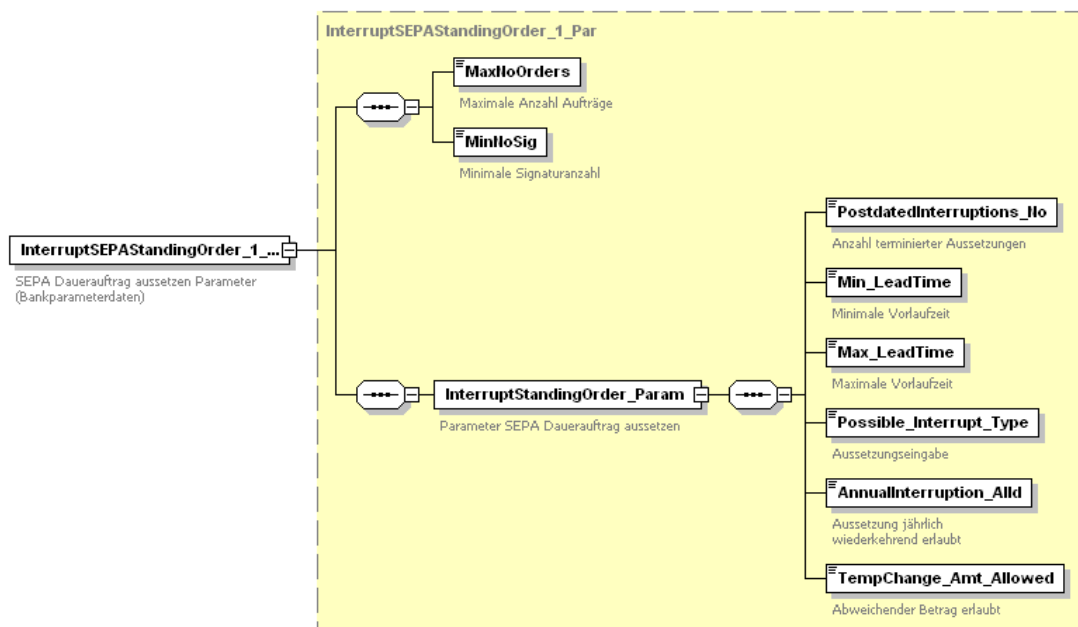 InterruptSEPAStandingOrder_1_Par
MaxNoOrders
Maximale Anzahl Aufträge
MinNoSig
Minimale Signaturanzahl
InterruptSEPAStandingOrder_1_...
SEPA Dauerauftrag aussetzen Parameter
(Bankparameterdaten)
InterruptStandingOrder_Param
Parameter SEPA Dauerauftrag aussetzen
PostdatedInterruptions_No
Anzahl terminierter Aussetzungen
Min_LeadTime
Minimale Vorlaufzeit
Max_LeadTime
Maximale Vorlaufzeit
Possible_Interrupt_Type
Aussetzungseingabe
AnnualInterruption_Alld
Aussetzung jährlich
wiederkehrend erlaubt
TempChange_Amt_Allowed
Abweichender Betrag erlaubt